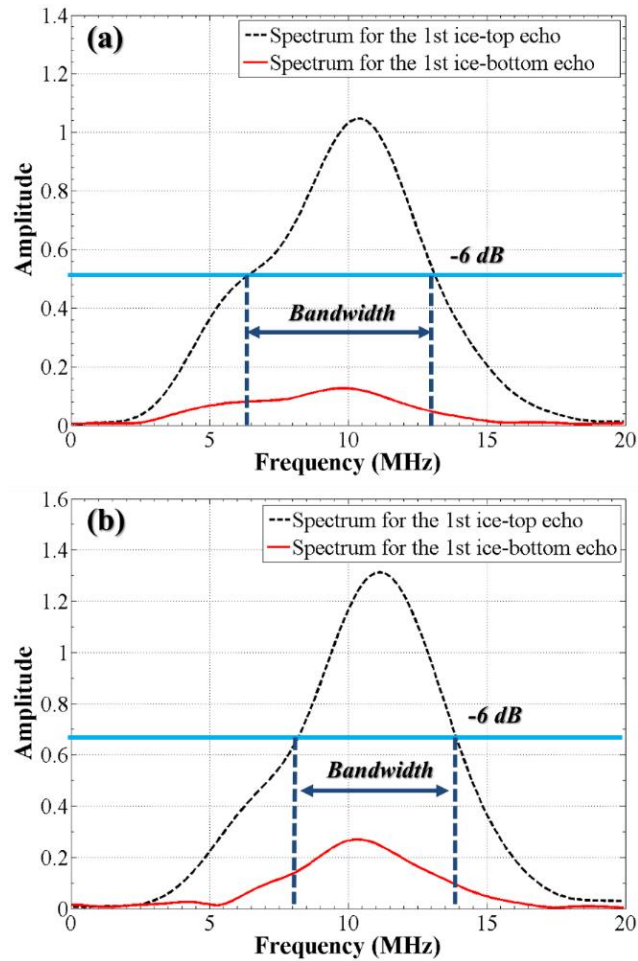 (a)
Spectrum for the 1st ice-top echo
Spectrum for the 1st ice-bottom echo
1.4
1.2
1
0.8
0.6
0.4
0.2
0
Amplitude
-6 dB
Bandwidth
0 5 10 15 20
Frequency (MHz)
(b)
Spectrum for the 1st ice-top echo
Spectrum for the 1st ice-bottom echo
1.6
1.4
1.2
1
0.8
0.6
0.4
0.2
0
Amplitude
-6 dB
Bandwidth
0 5 10 15 20
Frequency (MHz)